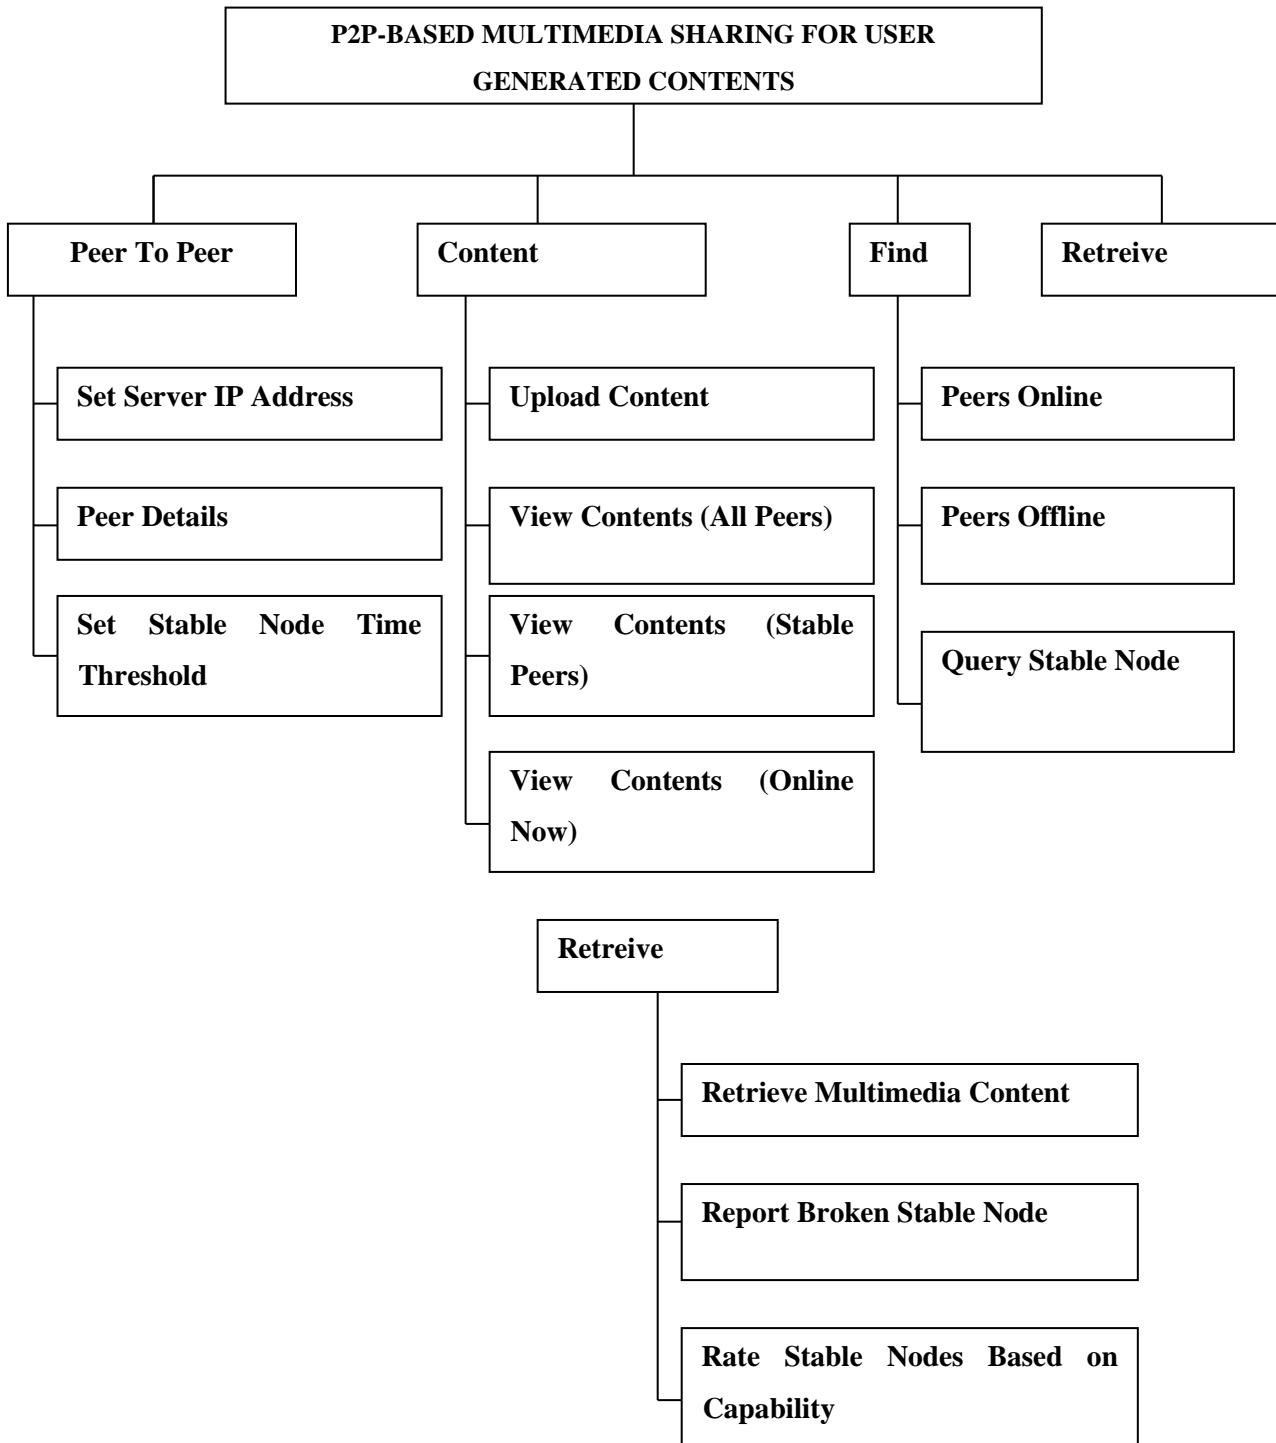 P2P-BASED MULTIMEDIA SHARING FOR USER
GENERATED CONTENTS
Peer To Peer
Content
Find
Retreive
Set Server IP Address
Peer Details
Set Stable Node Time
Threshold
Upload Content
View Contents (All Peers)
View Contents (Stable
Peers)
View Contents (Online
Now)
Peers Online
Peers Offline
Query Stable Node
Retreive
Retrieve Multimedia Content
Report Broken Stable Node
Rate Stable Nodes Based on
Capability